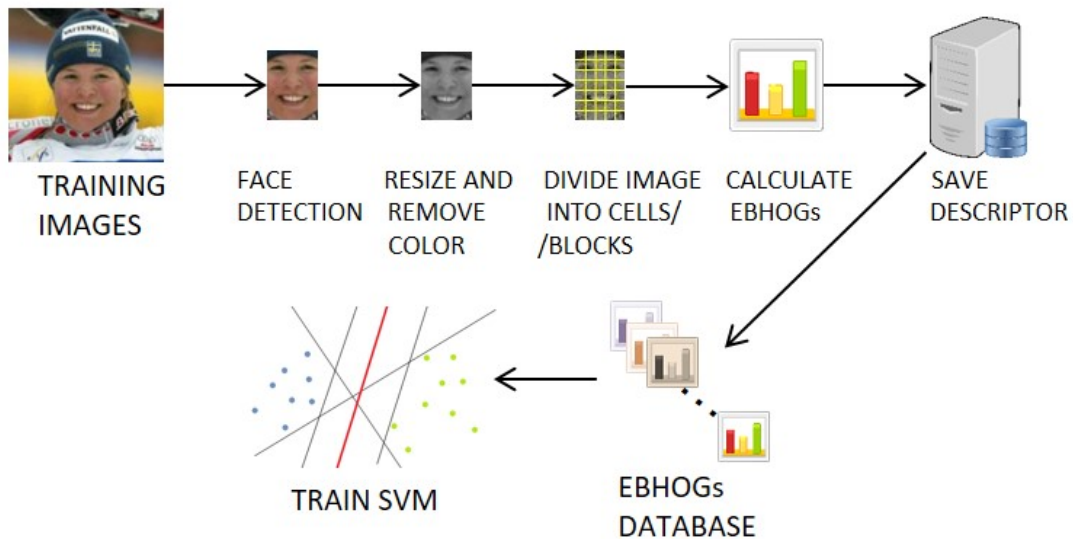 VATTENFALL
TRAINING
IMAGES
FACE
DETECTION
RESIZE AND
REMOVE
COLOR
DIVIDE IMAGE
INTO CELLS/
/BLOCKS
CALCULATE
EBHOGs
SAVE
DESCRIPTOR
TRAIN SVM
EBHOGs
DATABASE